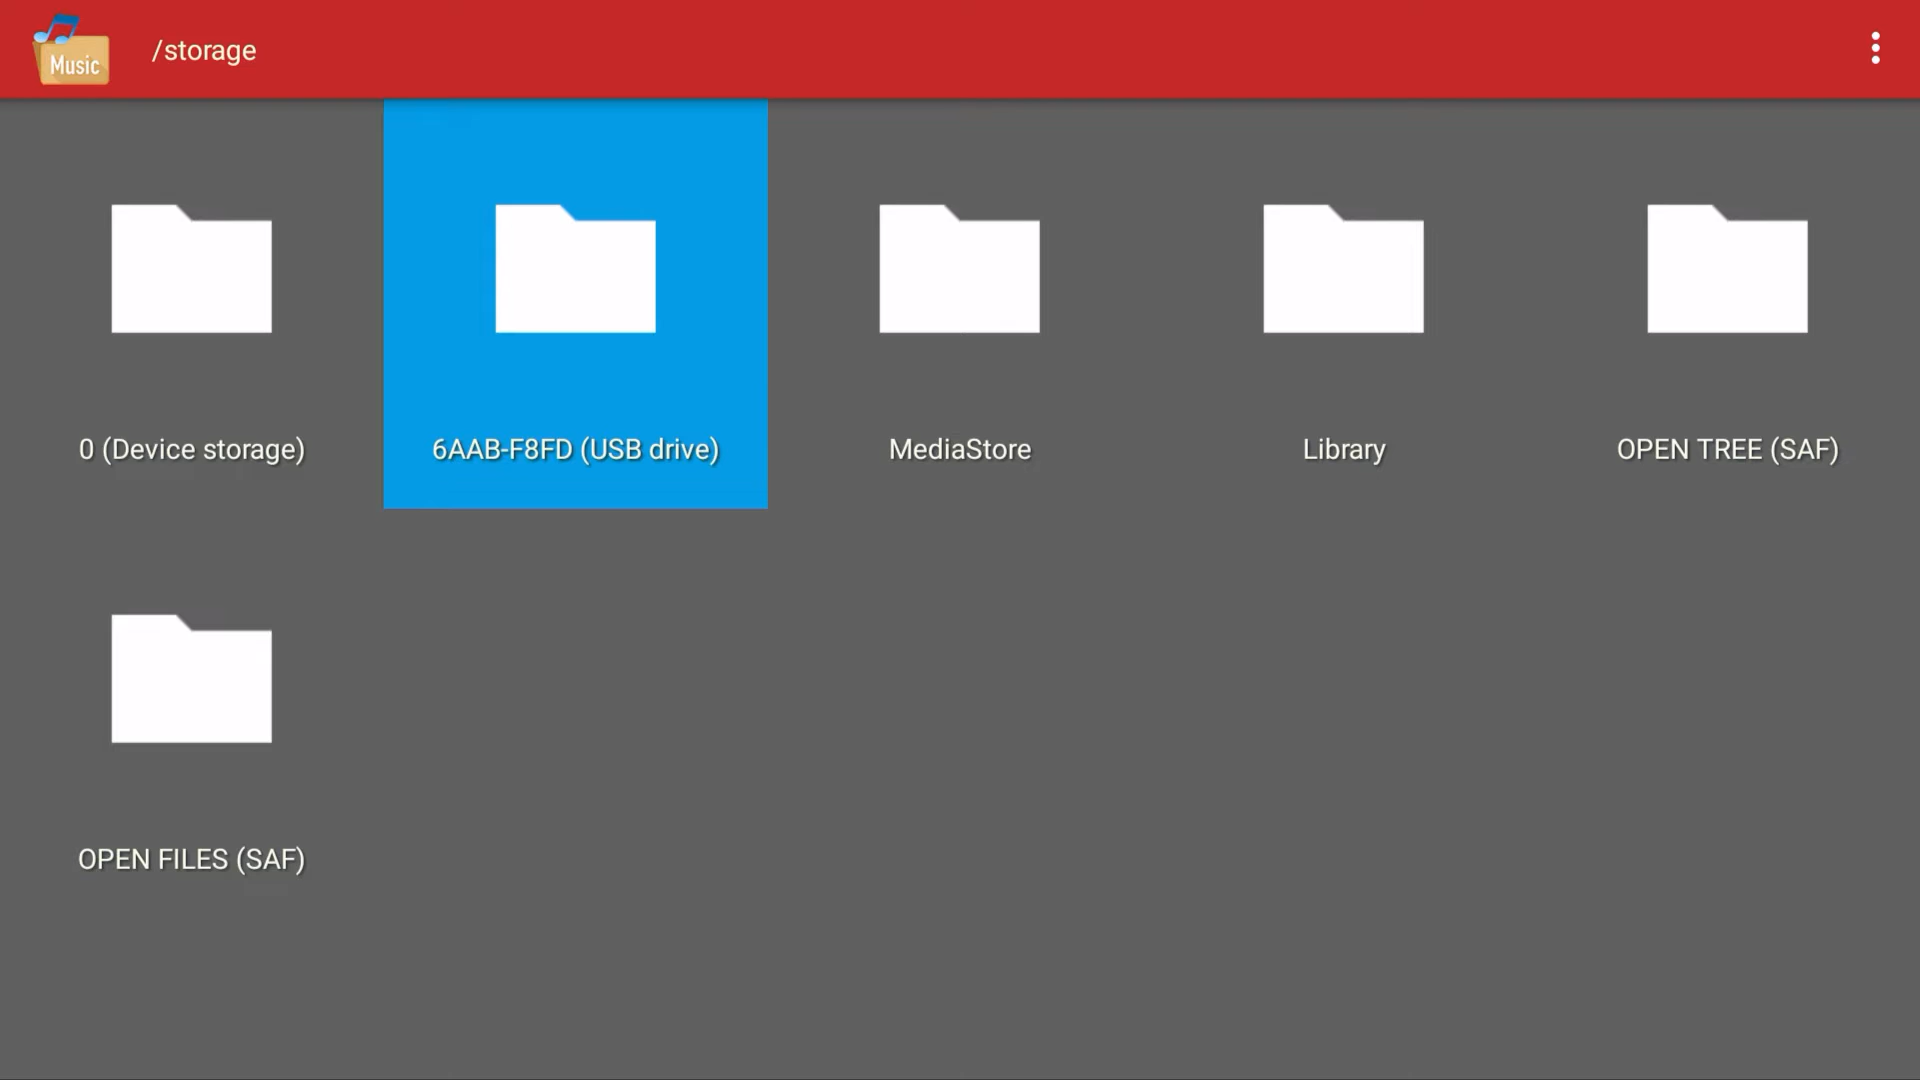 Music
/storage
0 (Device storage)
6AAB-F8FD (USB drive)
MediaStore
Library
OPEN TREE (SAF)
OPEN FILES (SAF)